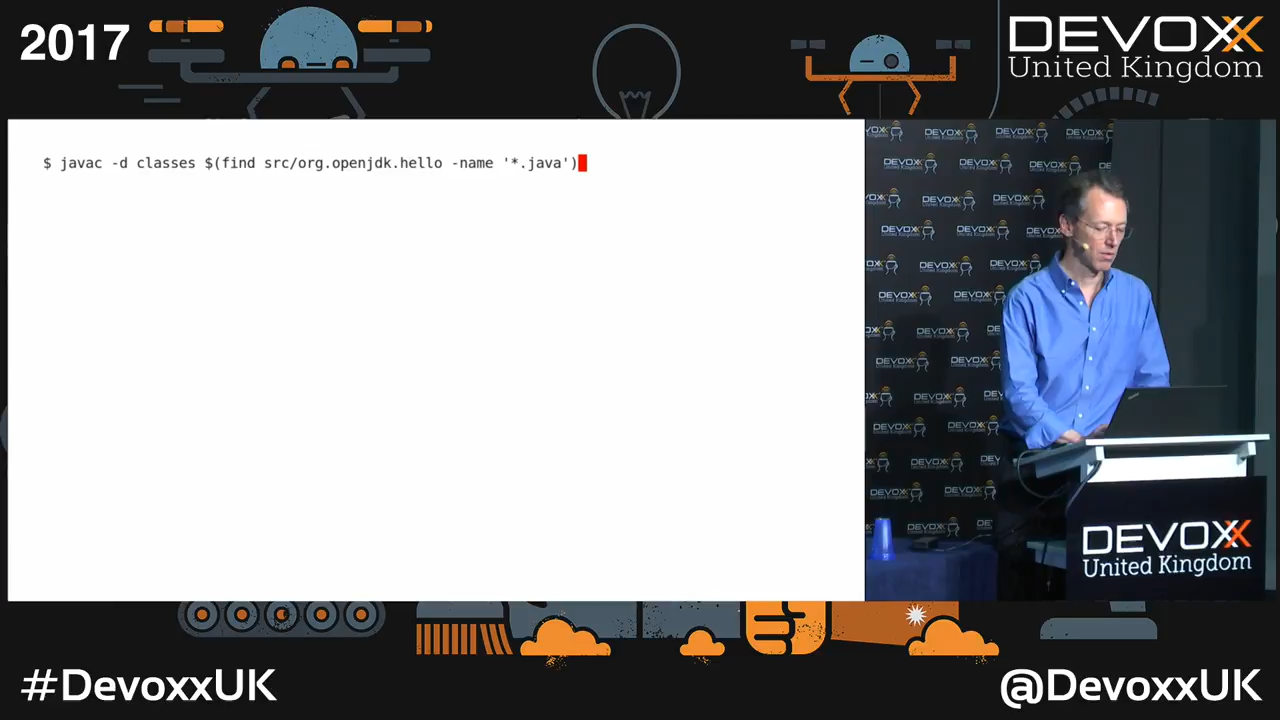 2017
DEVOXX
United Kingdom
$ javac -d classes $(find src/org.openjdk.hello -name '*.java')
DEVOXX
United Kingdom
#DevoxxUK
@DevoxxUK